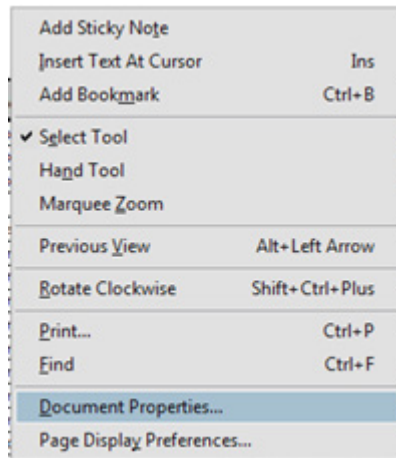 Add Sticky Note
Insert Text At Cursor Ins
Add Bookmark Ctrl+B
Select Tool
Hand Tool
Marquee Zoom
Previous View Alt+Left Arrow
Rotate Clockwise Shift+Ctrl+Plus
Print... Ctrl+P
Find Ctrl+F
Document Properties...
Page Display Preferences...